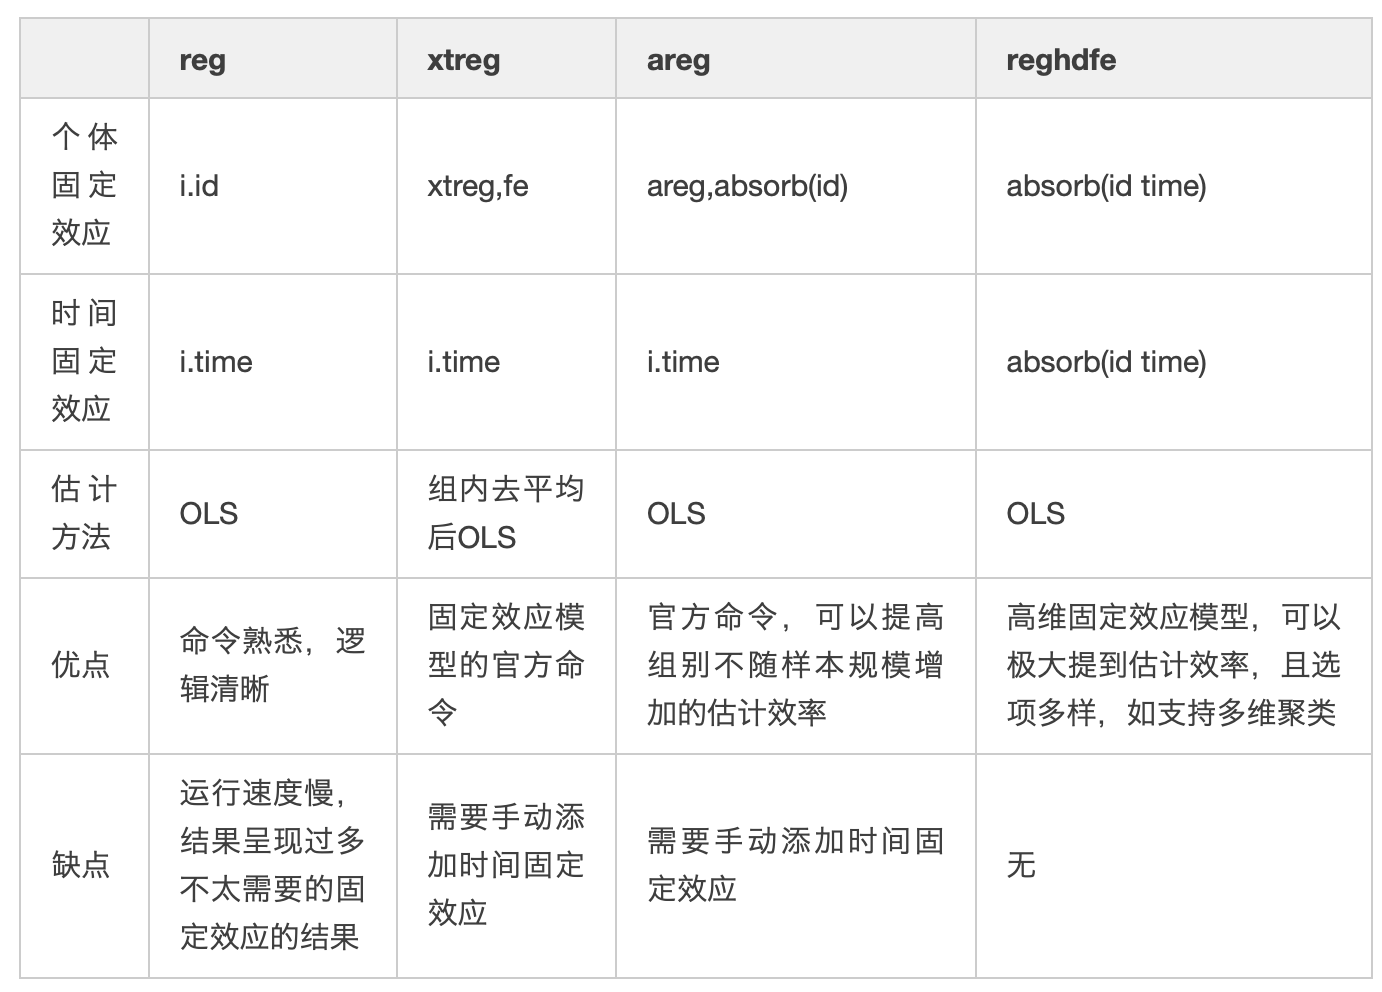 reg xtreg areg reghdfe
个体
固定
效应
i.id
xtreg,fe
areg,absorb(id)
absorb(id time)
时间
固定
效应
i.time
i.time
i.time
absorb(id time)
估计
方法
OLS
组内去平均
后OLS
OLS
OLS
优点
命令熟悉，逻
辑清晰
固定效应模
型的官方命
令
官方命令，可以提高
组别不随样本规模增
加的估计效率
高维固定效应模型，可以
极大提到估计效率，且选
项多样，如支持多维聚类
缺点
运行速度慢，
结果呈现过多
不太需要的固
定效应的结果
需要手动添
加时间固定
效应
需要手动添加时间固
定效应
无